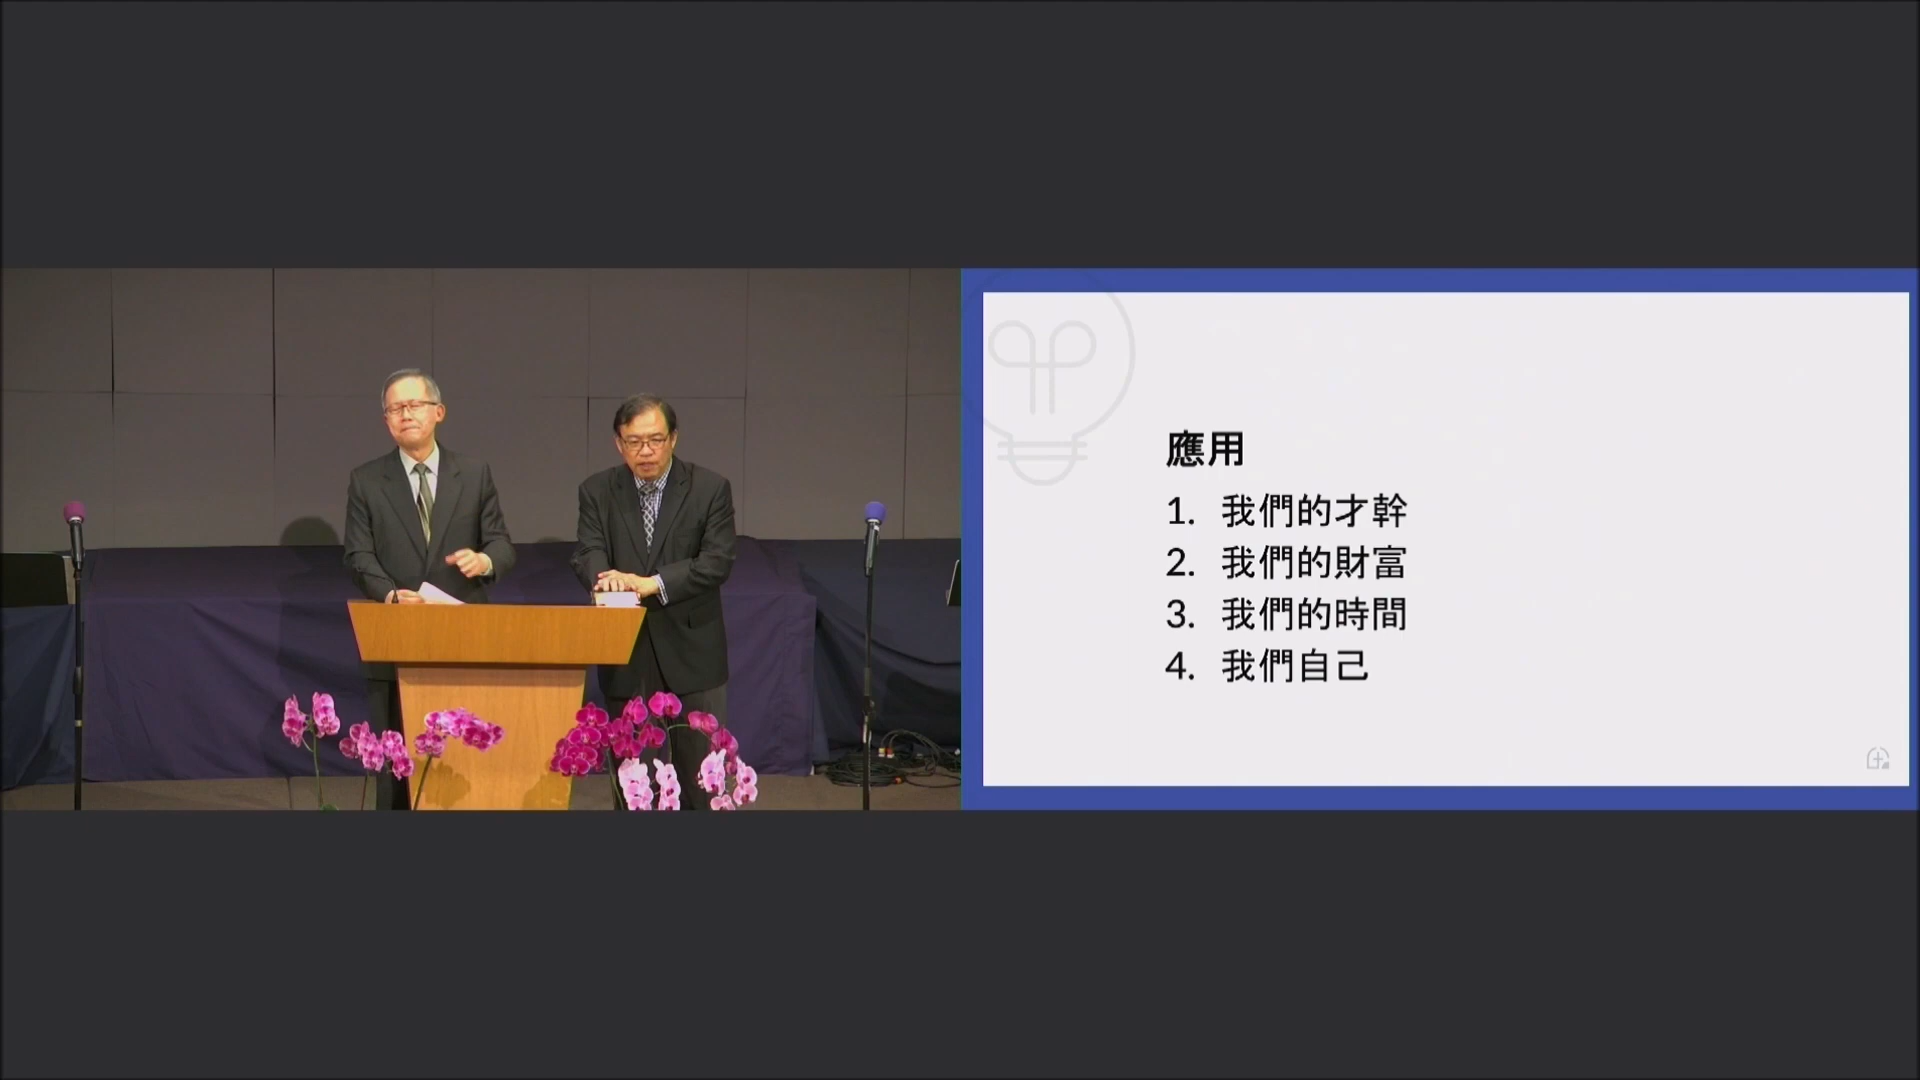 應用
1. 我們的才幹
2. 我們的財富
3. 我們的時間
4. 我們自己